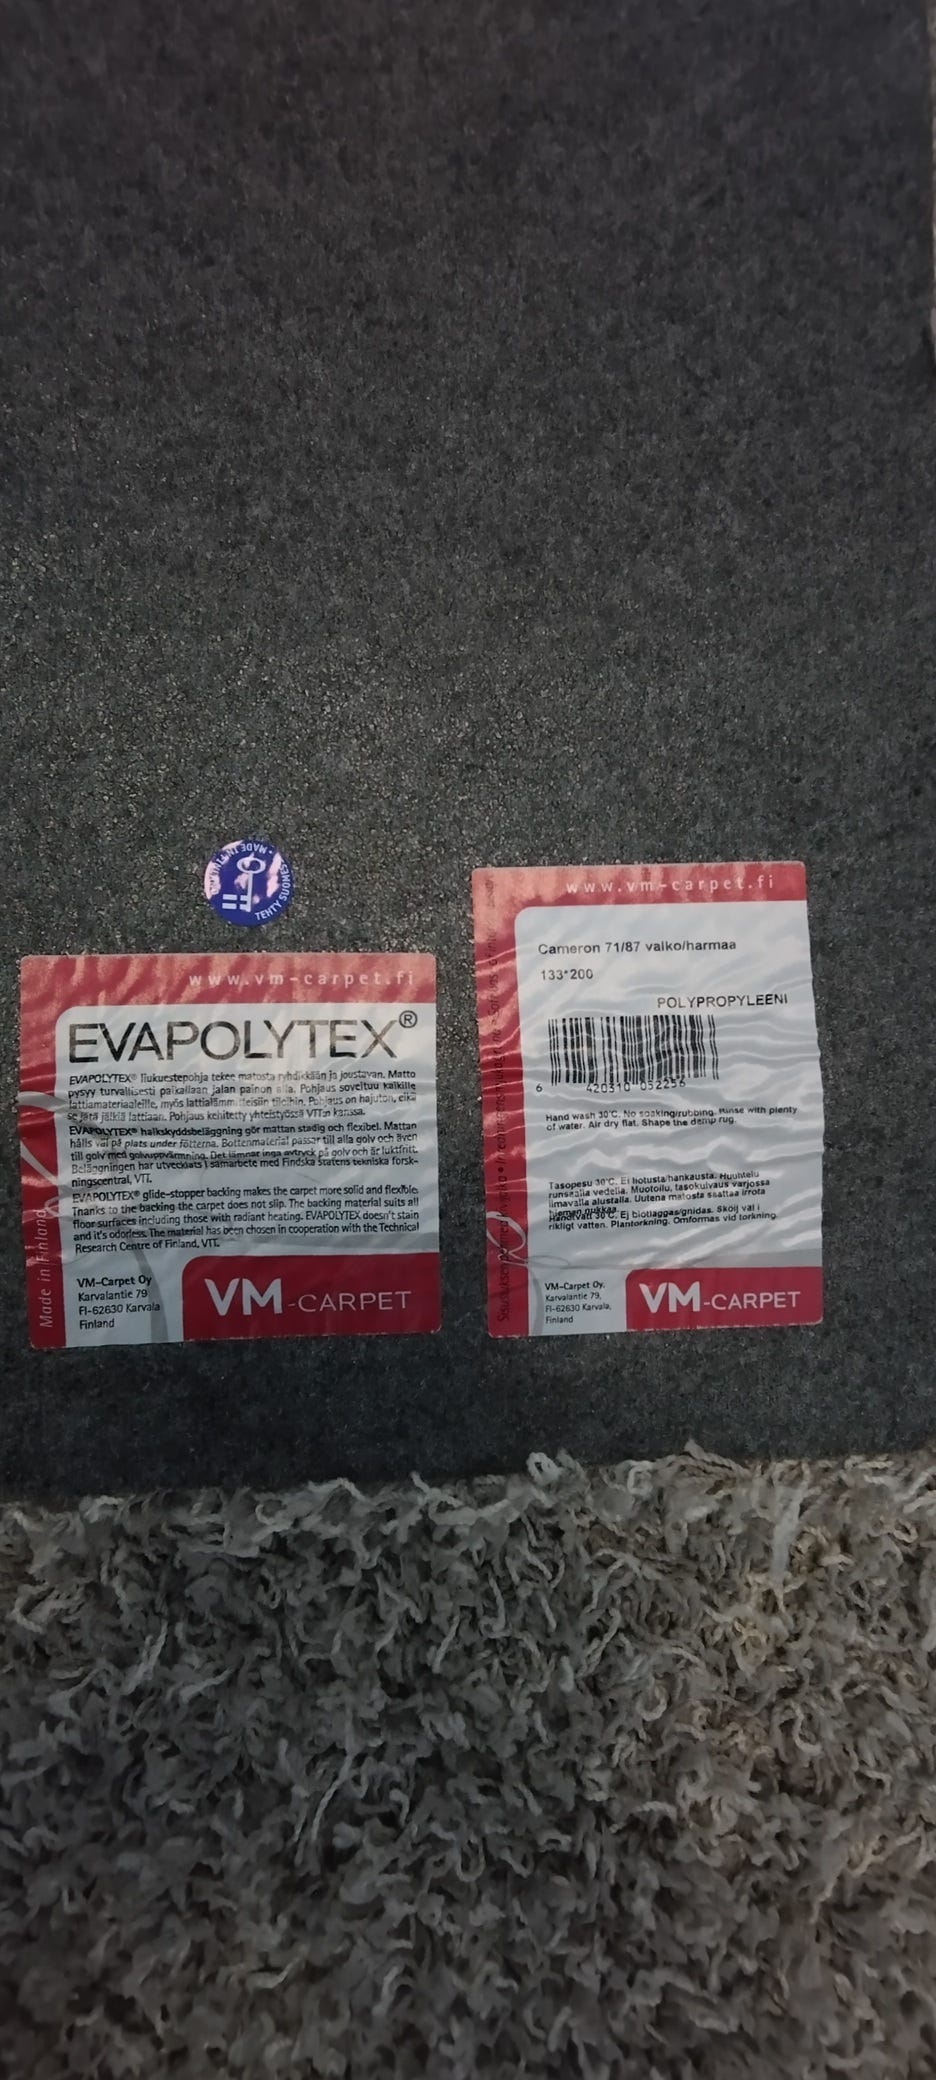 MADE IN FINLAND •
TEHTY SUOMESSA
www.vm-carpet.fi
EVAPOLYTEX®
EVAPOLYTEX® liukuestepohja tekee matosta ryhdikkään ja joustavan. Matto
pysyy turvallisesti paikallaan jalan painon alla. Pohjaus soveltuu kaikille
lattiamateriaaleille, myös lattialämmitteisiin tiloihin. Pohjaus on hajuton, eikä
se jätä jälkiä lattiaan. Pohjaus kehitetty yhteistyössä VTT:n kanssa.
EVAPOLYTEX® halkskyddsbeläggning gör mattan stadig och flexibel. Mattan
hålls väl på plats under fötterna. Bottenmaterial passar till alla golv och även
till golv med golvuppvärmning. Det lämnar inga avtryck på golv och är luktfritt.
Beläggningen har utvecklats i samarbete med Findska statens tekniska forsk-
ningscentral, VTT.
EVAPOLYTEX® glide-stopper backing makes the carpet more solid and flexible.
Thanks to the backing the carpet does not slip. The backing material suits all
floor surfaces including those with radiant heating. EVAPOLYTEX doesn't stain
and it's odorless. The material has been chosen in cooperation with the Technical
Research Centre of Finland, VTT.
Made in Finland
VM-Carpet Oy
Karvalantie 79
FI-62630 Karvala
Finland
VM-CARPET
www.vm-carpet.fi
Cameron 71/87 valko/harmaa
133*200
POLYPROPYLEENI
6 420310 052256
Hand wash 30'C. No soaking/rubbing. Rinse with plenty
of water. Air dry flat. Shape the damp rug.
Tasopesu 30'C. Ei liotusta/hankausta. Huuhtelu
runsaalla vedellä. Muotoilu, tasokuivaus varjossa
ilmavalla alustalla. Uutena matosta saattaa irrota
hieman nukkaa.
Handtvätt 30'C. Ej blötläggas/gnidas. Skölj väl i
rikligt vatten. Plantorkning. Omformas vid torkning.
VM-Carpet Oy,
Karvalantie 79,
FI-62630 Karvala,
Finland
VM-CARPET